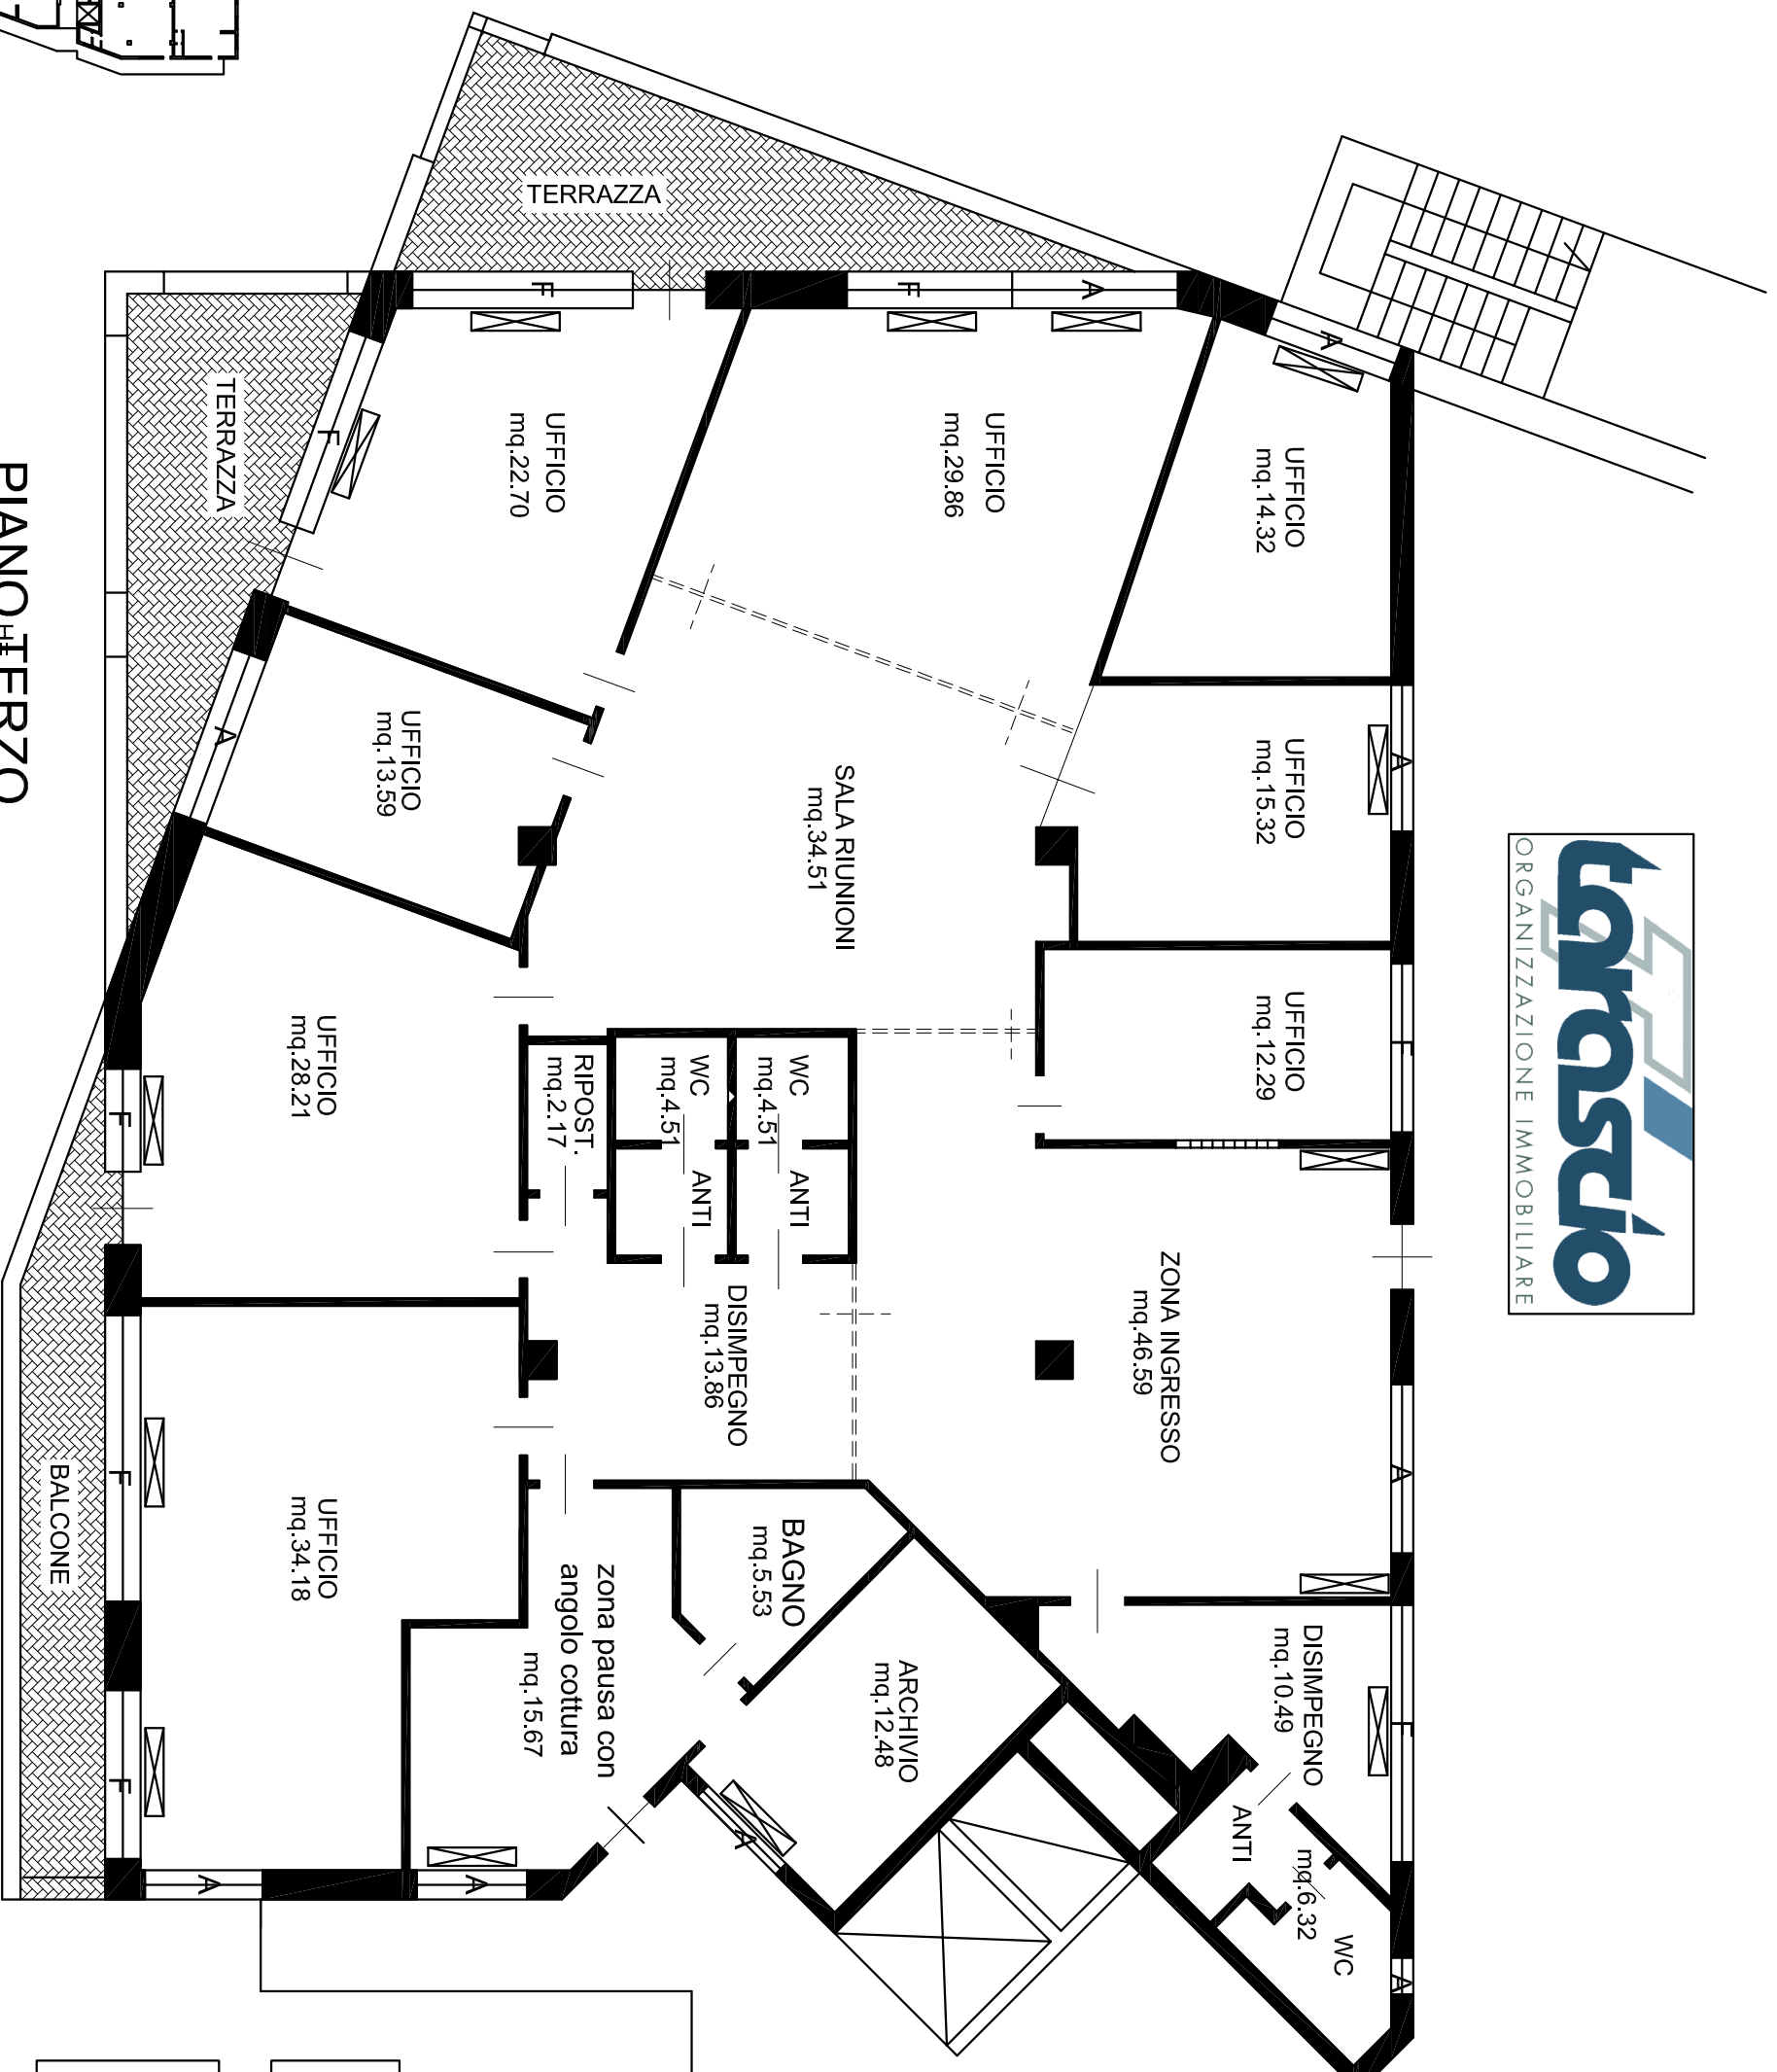 TERRAZZA
TERRAZZA
UFFICIO
mq.22.70
UFFICIO
mq.29.86
UFFICIO
mq.14.32
UFFICIO
mq.13.59
SALA RIUNIONI
mq.34.51
UFFICIO
mq.15.32
UFFICIO
mq.12.29
UFFICIO
mq.28.21
RIPOST.
mq.2.17
WC
mq.4.51
WC
mq.4.51
ANTI
ANTI
DISIMPEGNO
mq.13.86
ZONA INGRESSO
mq.46.59
UFFICIO
mq.34.18
BALCONE
zona pausa con
angolo cottura
mq.15.67
BAGNO
mq.5.53
ARCHIVIO
mq.12.48
DISIMPEGNO
mq.10.49
ANTI
mq.6.32
WC
F
F
A
A
F
A
A
F
F
A
F
F
F
A
A
A
A
A
PIANO TERZO
H=
tarascio
ORGANIZZAZIONE IMMOBILIARE